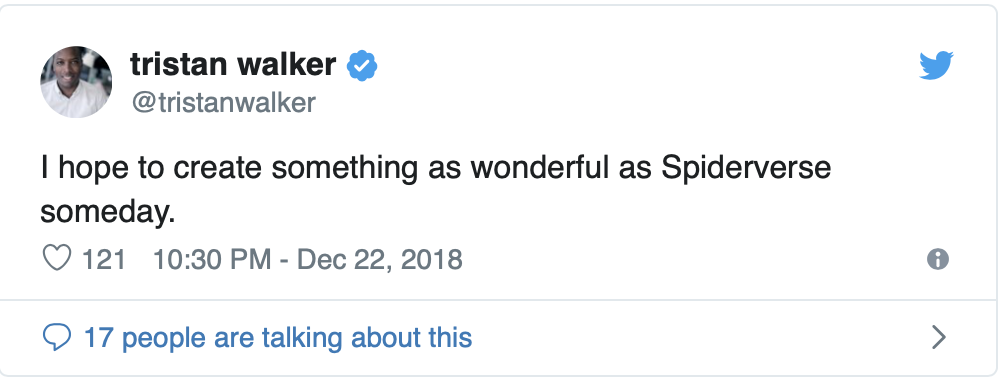 tristan walker
@tristanwalker
I hope to create something as wonderful as Spiderverse
someday.
121 10:30 PM - Dec 22, 2018
17 people are talking about this